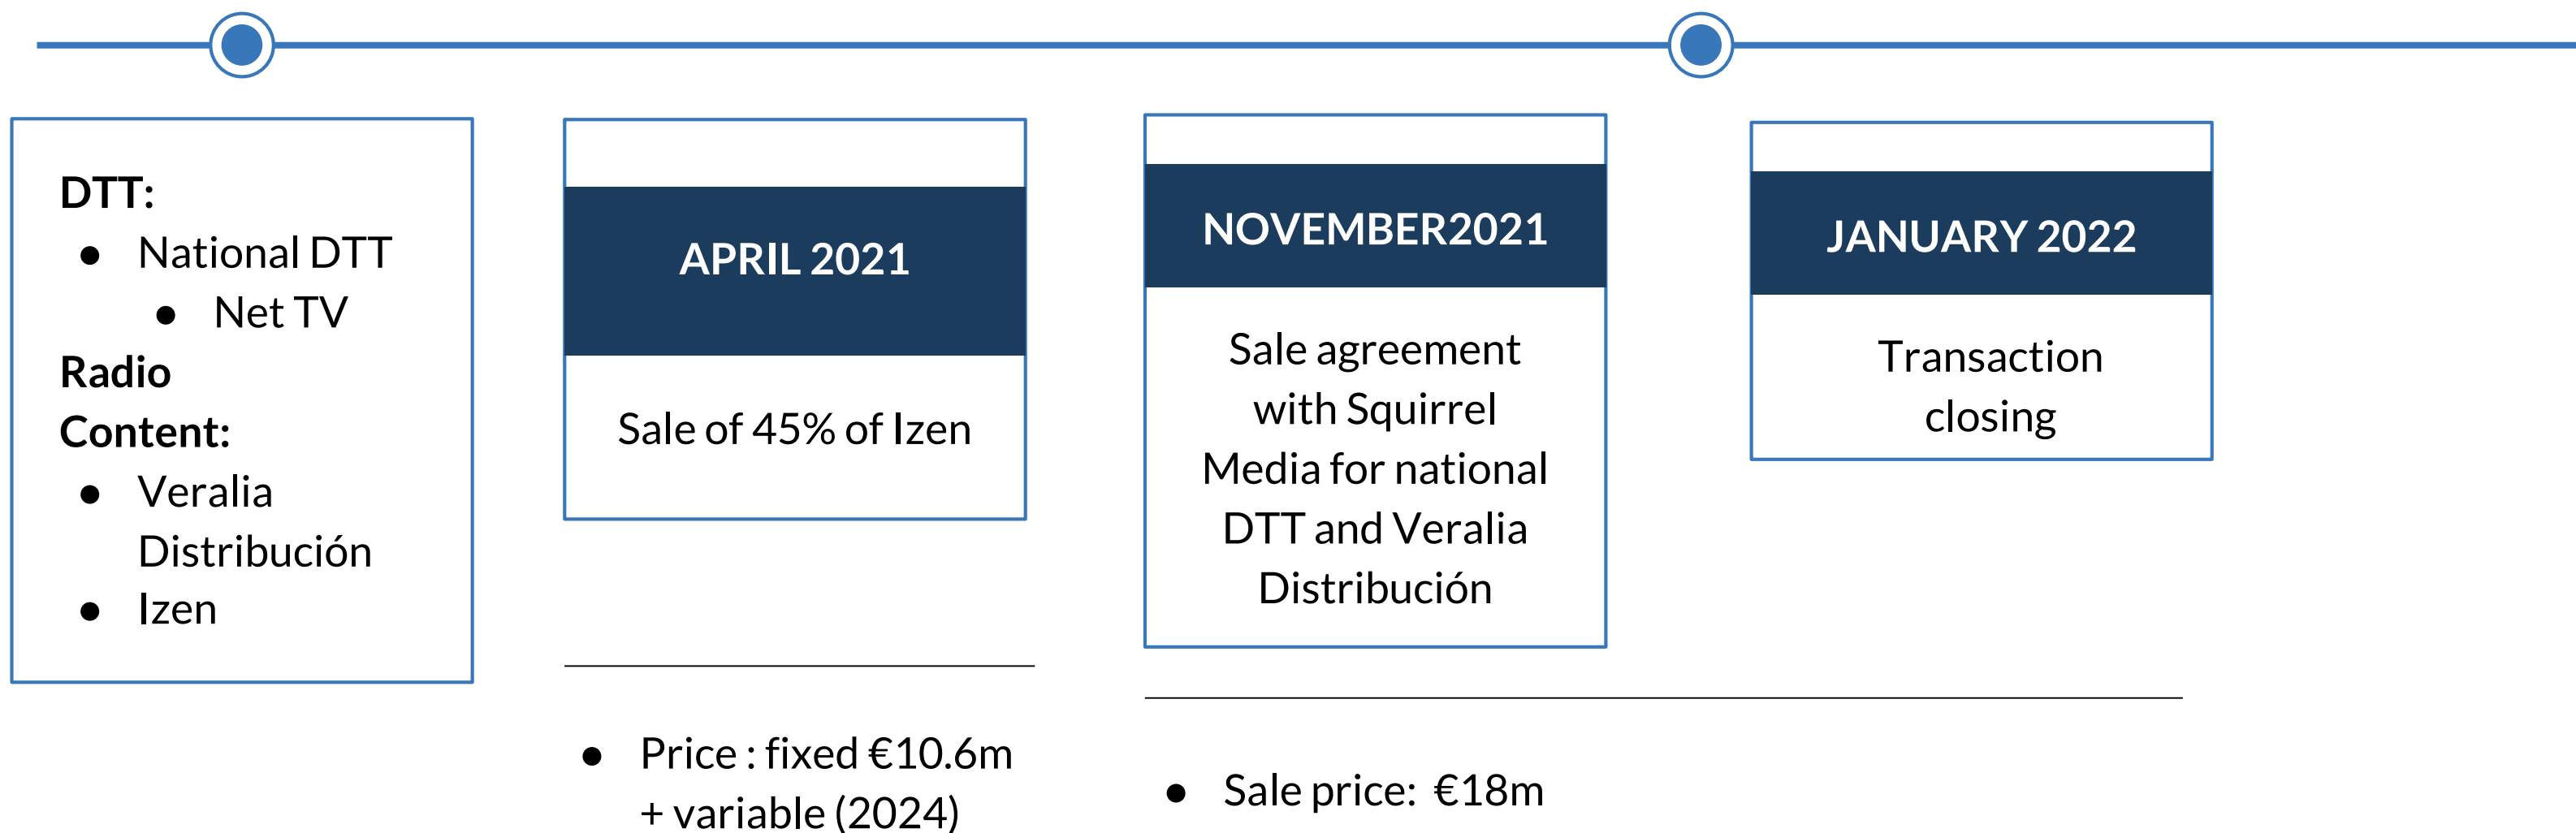 DTT:
● National DTT
● Net TV
Radio
Content:
● Veralia
Distribución
● Izen
APRIL 2021
Sale of 45% of Izen
● Price : fixed €10.6m
+ variable (2024)
NOVEMBER2021
Sale agreement
with Squirrel
Media for national
DTT and Veralia
Distribución
JANUARY 2022
Transaction
closing
● Sale price: €18m